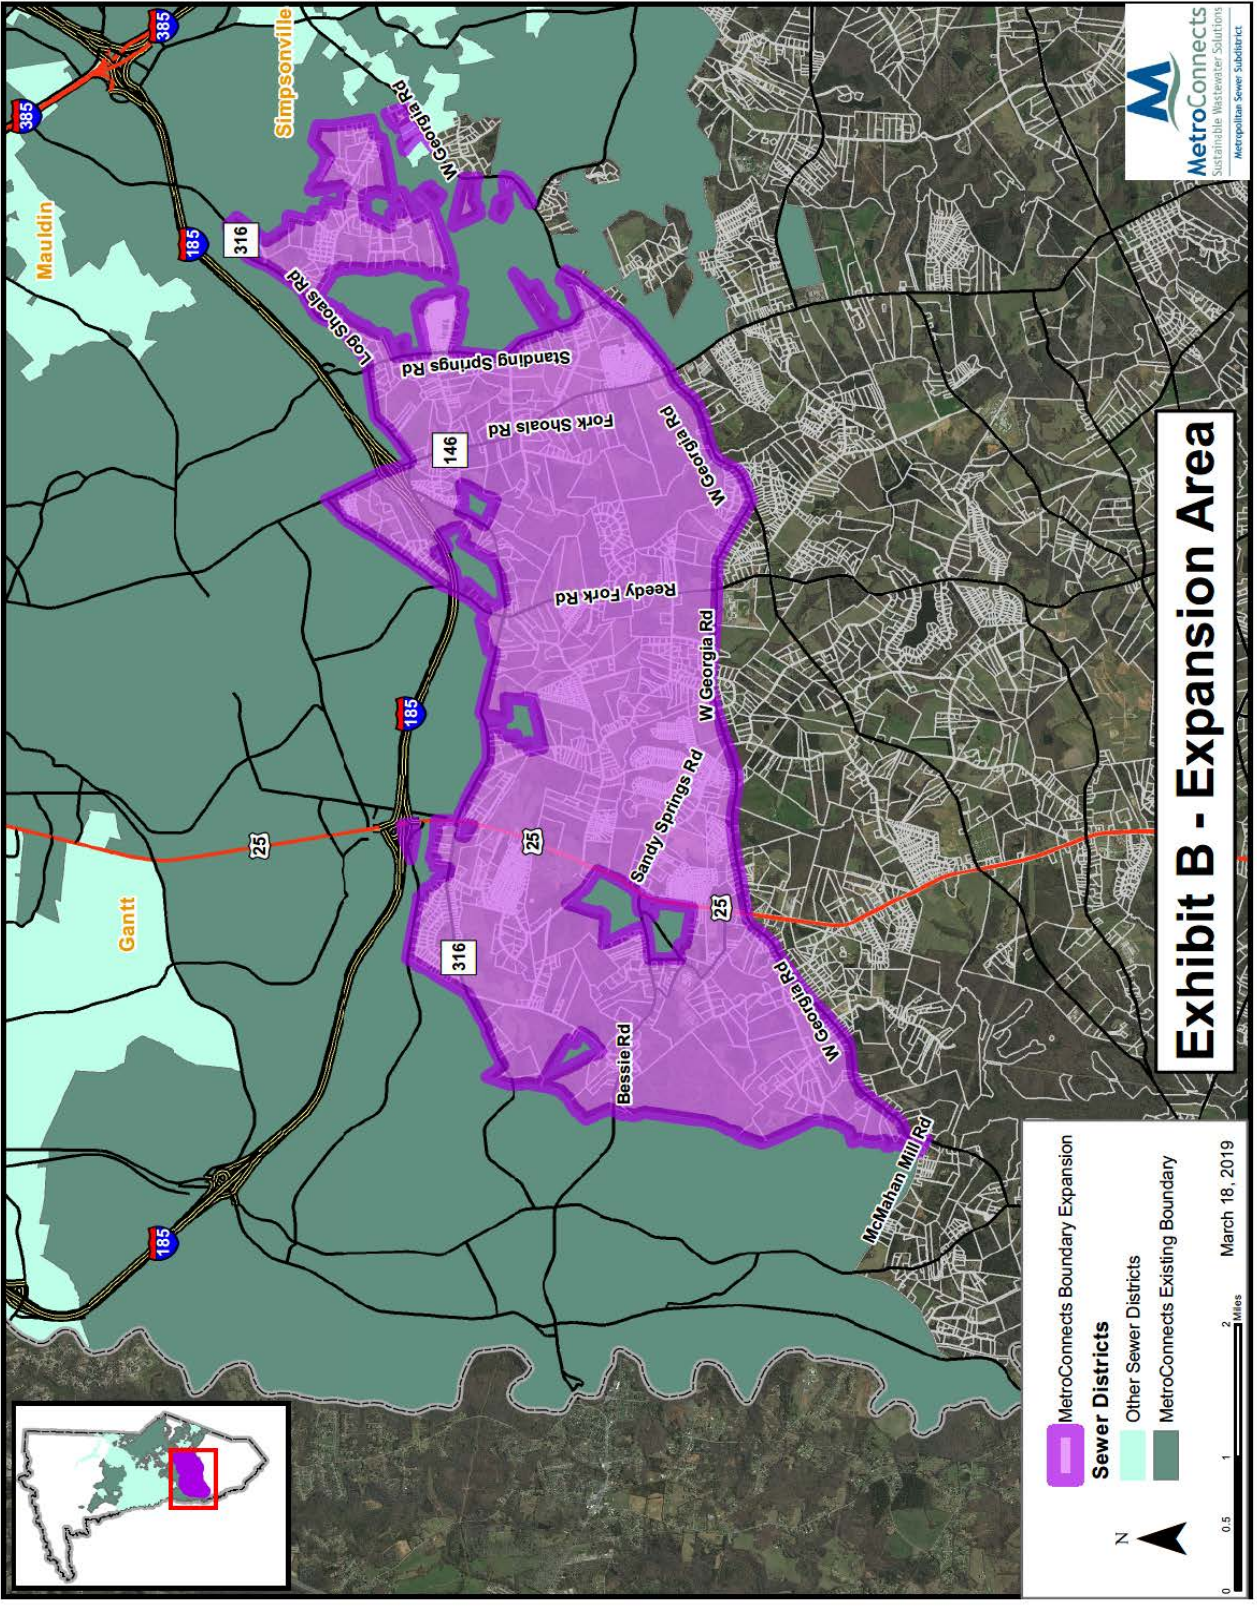 385
385
Simpsonville
Mauldin
185
316
W Georgia Rd
Log Shoals Rd
Standing Springs Rd
Fork Shoals Rd
146
W Georgia Rd
Reedy Fork Rd
W Georgia Rd
185
25
25
Sandy Springs Rd
25
Gantt
316
W Georgia Rd
Bessie Rd
McMahan Mill Rd
185
MetroConnects
Sustainable Wastewater Solutions
Metropolitan Sewer Subdistrict
Exhibit B - Expansion Area
MetroConnects Boundary Expansion
Sewer Districts
Other Sewer Districts
MetroConnects Existing Boundary
N
March 18, 2019
0 0.5 1 2
Miles